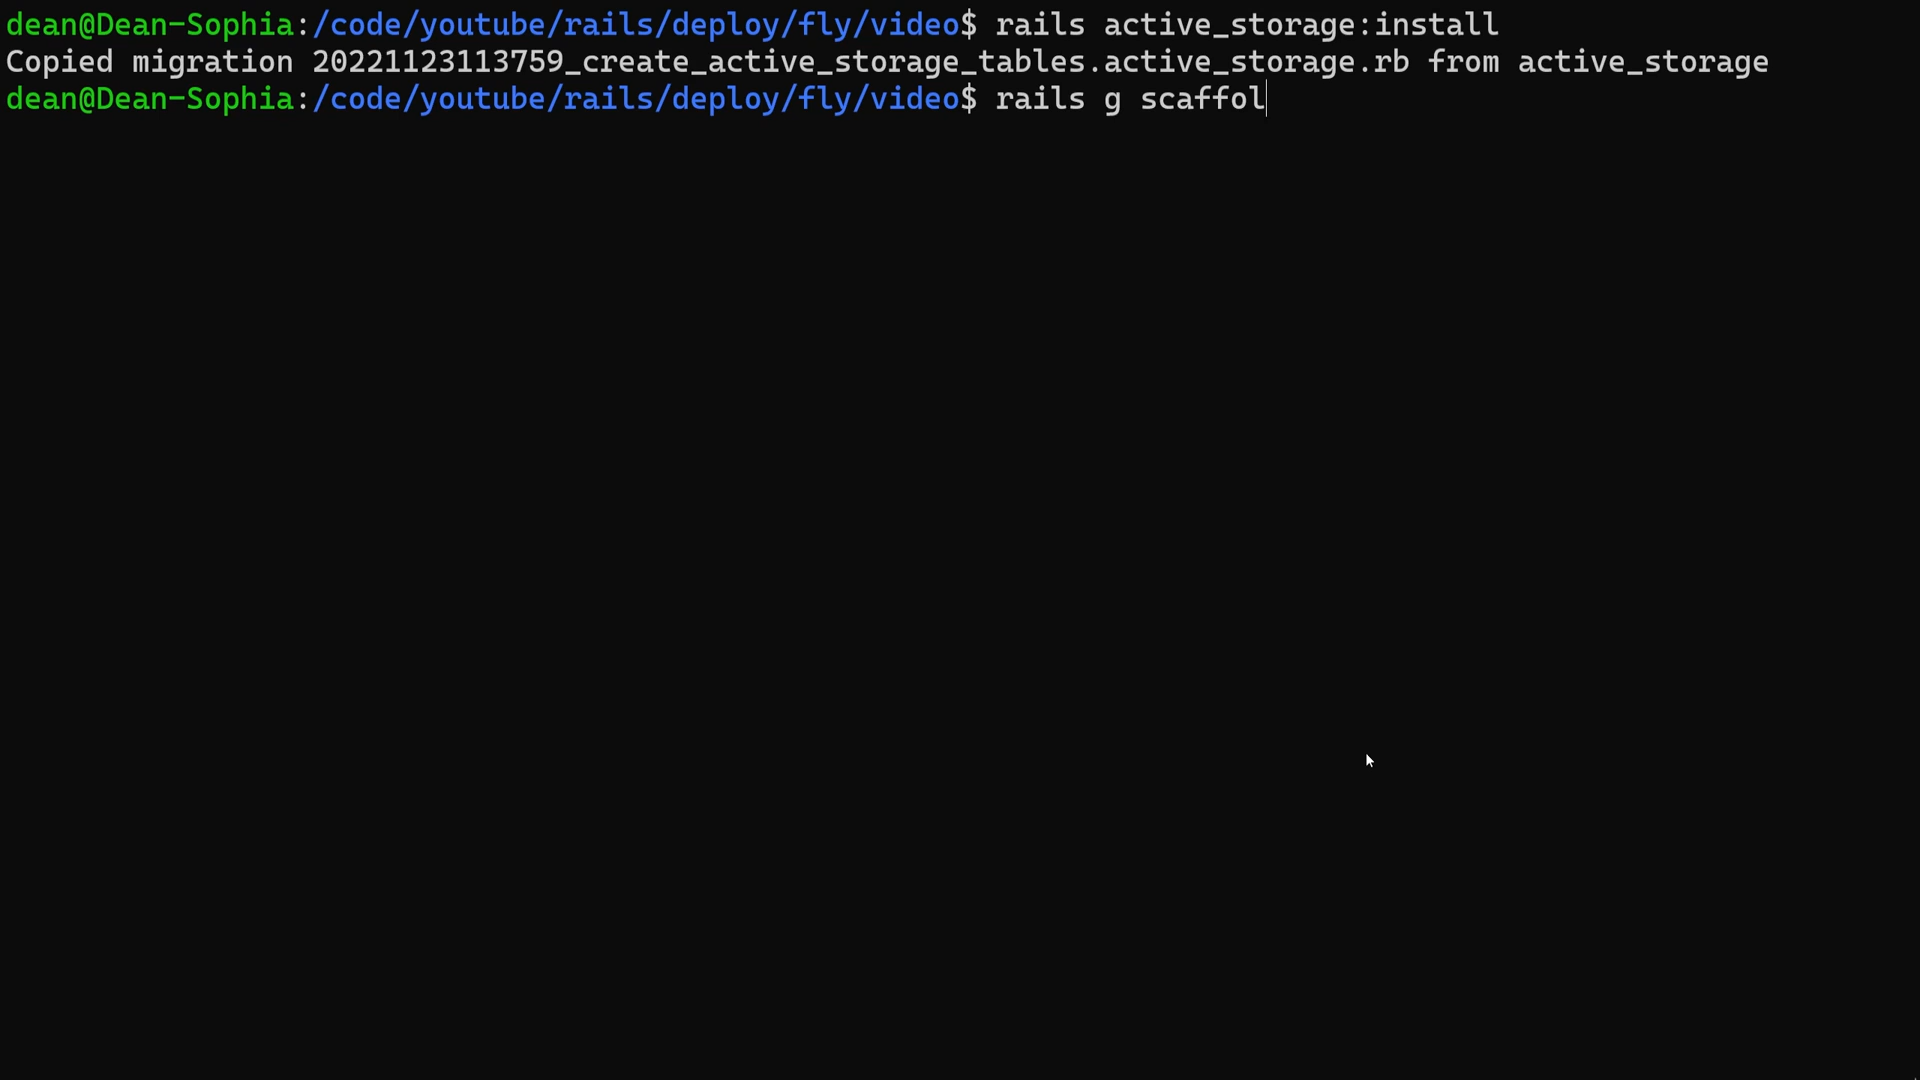 dean@Dean-Sophia:/code/youtube/rails/deploy/fly/video$ rails active_storage:install
Copied migration 20221123113759_create_active_storage_tables.active_storage.rb from active_storage
dean@Dean-Sophia:/code/youtube/rails/deploy/fly/video$ rails g scaffol